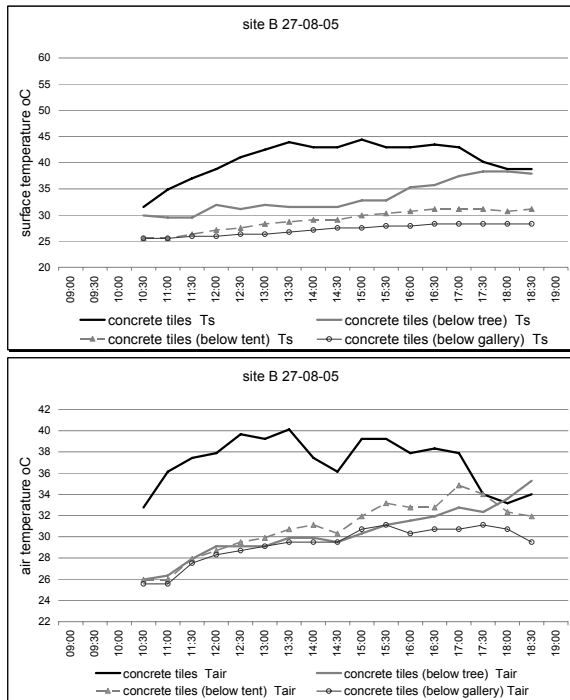 site B 27-08-05
surface temperature oC
60
55
50
45
40
35
30
25
20
09:00 09:30 10:00 10:30 11:00 11:30 12:00 12:30 13:00 13:30 14:00 14:30 15:00 15:30 16:00 16:30 17:00 17:30 18:00 18:30 19:00
concrete tiles Ts concrete tiles (below tree) Ts
concrete tiles (below tent) Ts concrete tiles (below gallery) Ts
site B 27-08-05
air temperature oC
42
40
38
36
34
32
30
28
26
24
22
09:00 09:30 10:00 10:30 11:00 11:30 12:00 12:30 13:00 13:30 14:00 14:30 15:00 15:30 16:00 16:30 17:00 17:30 18:00 18:30 19:00
concrete tiles Tair concrete tiles (below tree) Tair
concrete tiles (below tent) Tair concrete tiles (below gallery) Tair